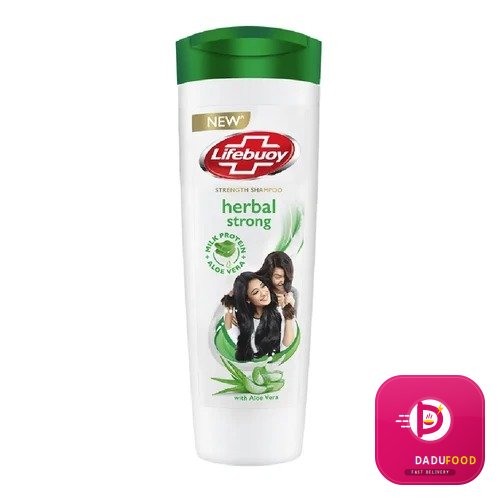 NEW^
Lifebuoy
STRENGTH SHAMPOO
herbal
strong
MILK PROTEIN
+ ALOE VERA
with Aloe Vera
D
DADUFOOD
FAST DELIVERY